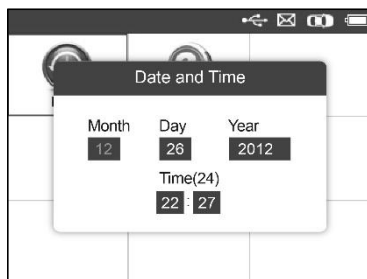 Date and Time
Month Day Year
12 26 2012
Time(24)
22 : 27